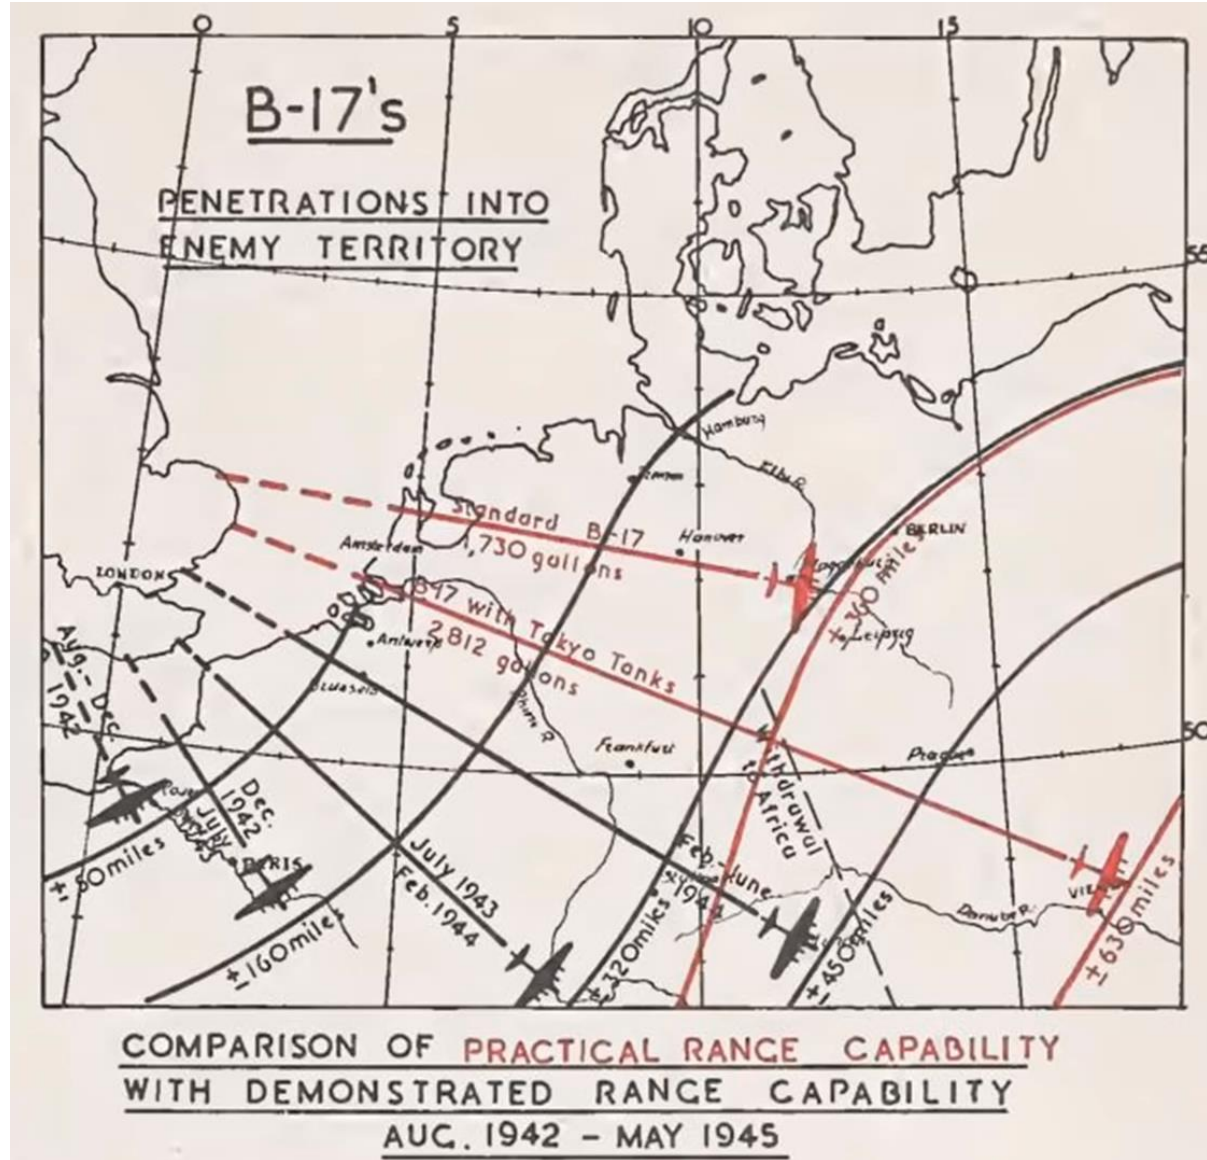 0 5 10 15
B-17's
PENETRATIONS INTO
ENEMY TERRITORY
55
Hamburg
Elbe R.
Standard B-17
1,730 gallons
Hanover
BERLIN
Amsterdam
LONDON
± 360 miles
B-17 with Tokyo Tanks
2812 gallons
Leipzig
Antwerp
Aug.- Dec.
1942
Rhine R
50
Frankfurt
Prague
Withdrawal
to Africa
Dec.
1942
July
1943
PARIS
July 1943
Feb. 1944
Feb.-June
1944
VIENNA
Danube R.
± 160 miles
± 320 miles
± 450 miles
± 630 miles
COMPARISON OF PRACTICAL RANGE CAPABILITY
WITH DEMONSTRATED RANGE CAPABILITY
AUG. 1942 - MAY 1945